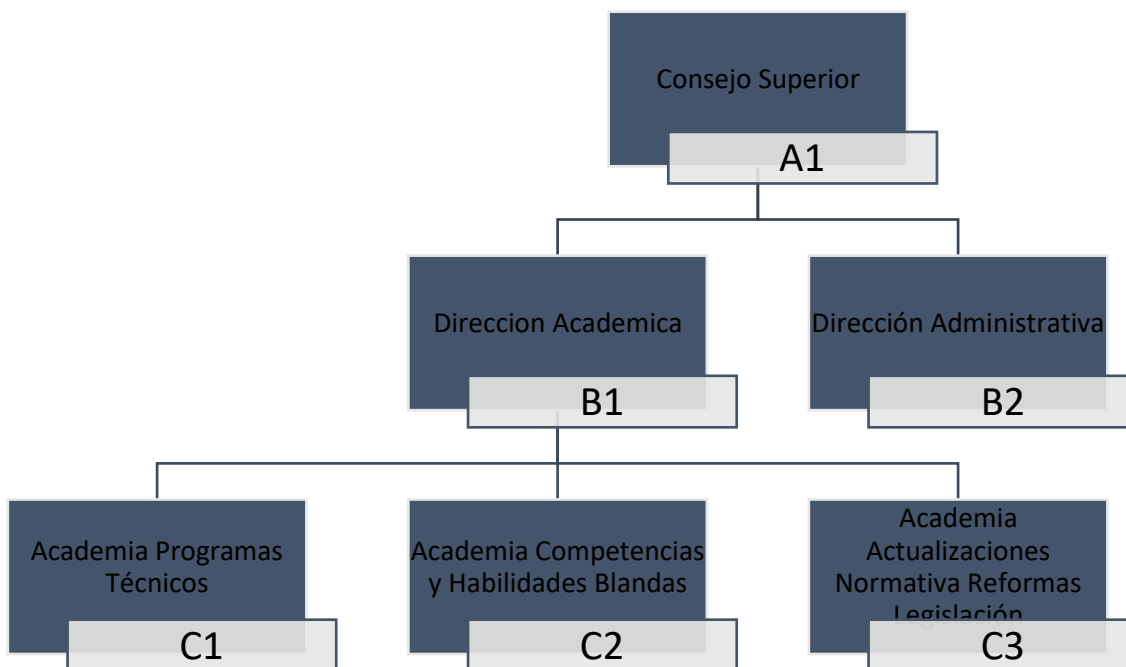 Consejo Superior
A1
Direccion Academica
B1
Dirección Administrativa
B2
Academia Programas
Técnicos
C1
Academia Competencias
y Habilidades Blandas
C2
Academia
Actualizaciones
Normativa Reformas
Legislación
C3